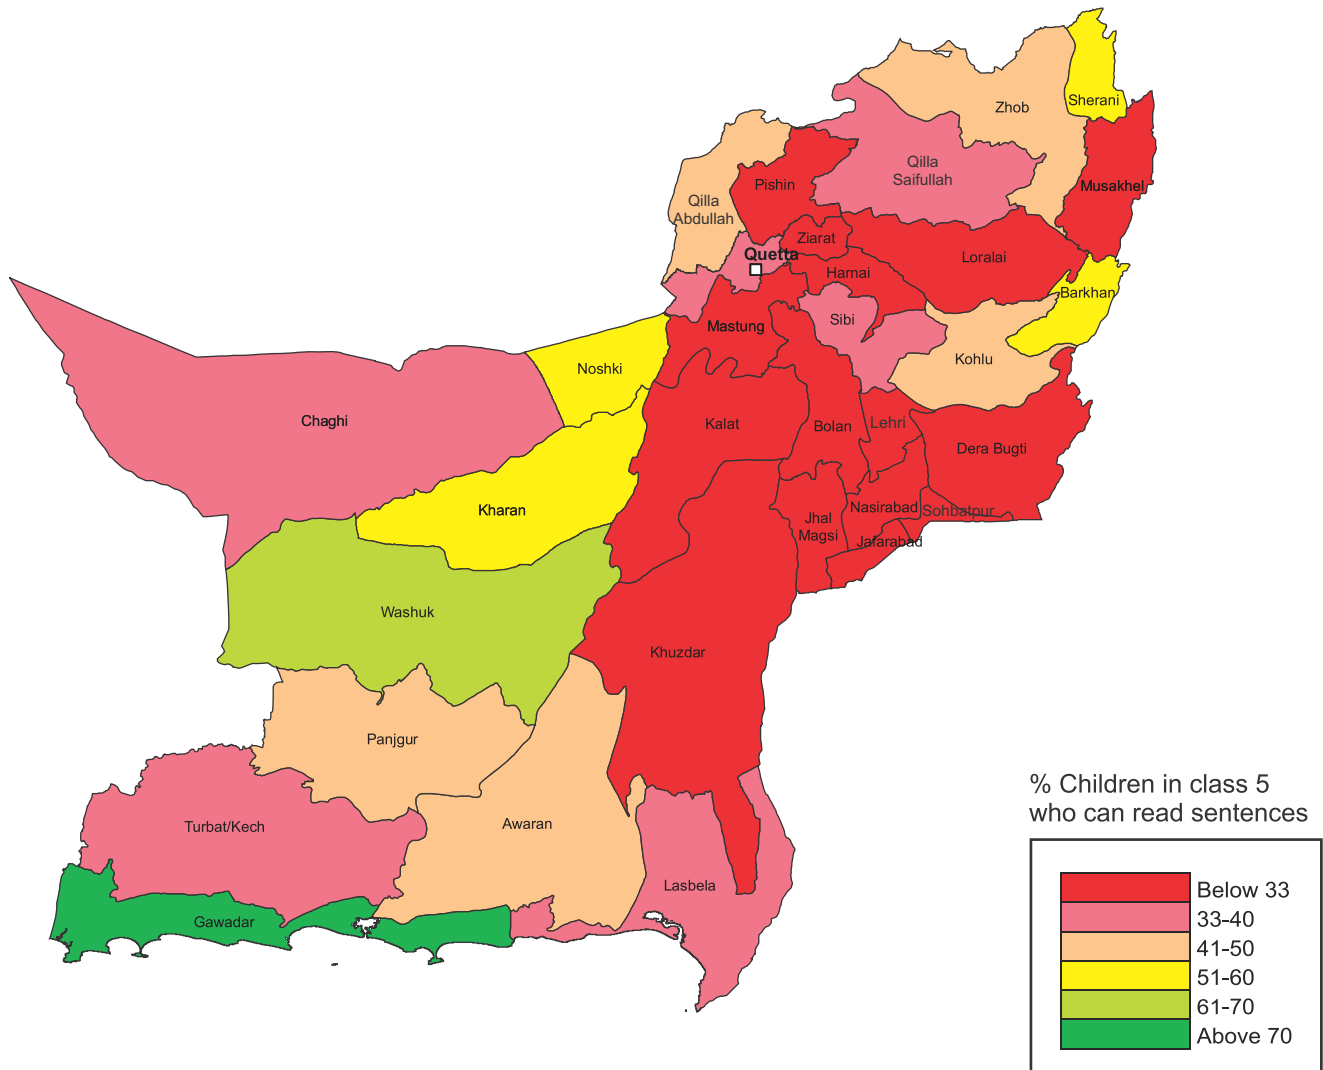 Zhob
Sherani
Qilla
Saifullah
Musakhel
Pishin
Qilla
Abdullah
Ziarat
Quetta
Loralai
Harnai
Barkhan
Sibi
Mastung
Kohlu
Noshki
Chaghi
Kalat
Bolan
Lehri
Dera Bugti
Kharan
Nasirabad
Sohbatpur
Jhal
Magsi
Jafarabad
Washuk
Khuzdar
Panjgur
Turbat/Kech
Awaran
Lasbela
Gawadar
% Children in class 5
who can read sentences
Below 33
33-40
41-50
51-60
61-70
Above 70